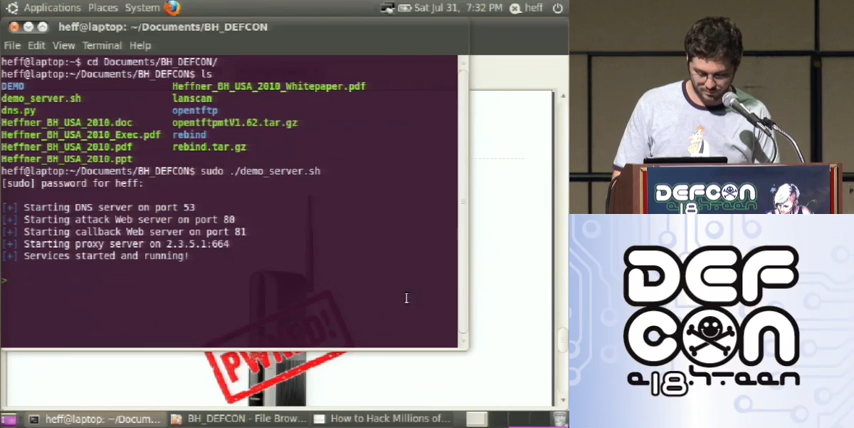 Applications Places System
Sat Jul 31, 7:32 PM heff
heff@laptop: ~/Documents/BH_DEFCON
File Edit View Terminal Help
heff@laptop:~$ cd Documents/BH_DEFCON/
heff@laptop:~/Documents/BH_DEFCON$ ls
DEMO Heffner_BH_USA_2010_Whitepaper.pdf
demo_server.sh lanscan
dns.py opentftp
Heffner_BH_USA_2010.doc opentftpmtV1.62.tar.gz
Heffner_BH_USA_2010_Exec.pdf rebind
Heffner_BH_USA_2010.pdf rebind.tar.gz
Heffner_BH_USA_2010.ppt
heff@laptop:~/Documents/BH_DEFCON$ sudo ./demo_server.sh
[sudo] password for heff:
[+] Starting DNS server on port 53
[+] Starting attack Web server on port 80
[+] Starting callback Web server on port 81
[+] Starting proxy server on 2.3.5.1:664
[+] Services started and running!
>
PWNED!
heff@laptop: ~/Docum...
BH_DEFCON - File Brow...
How to Hack Millions of...
DEFCON
18
DEF
CON
e18hteen